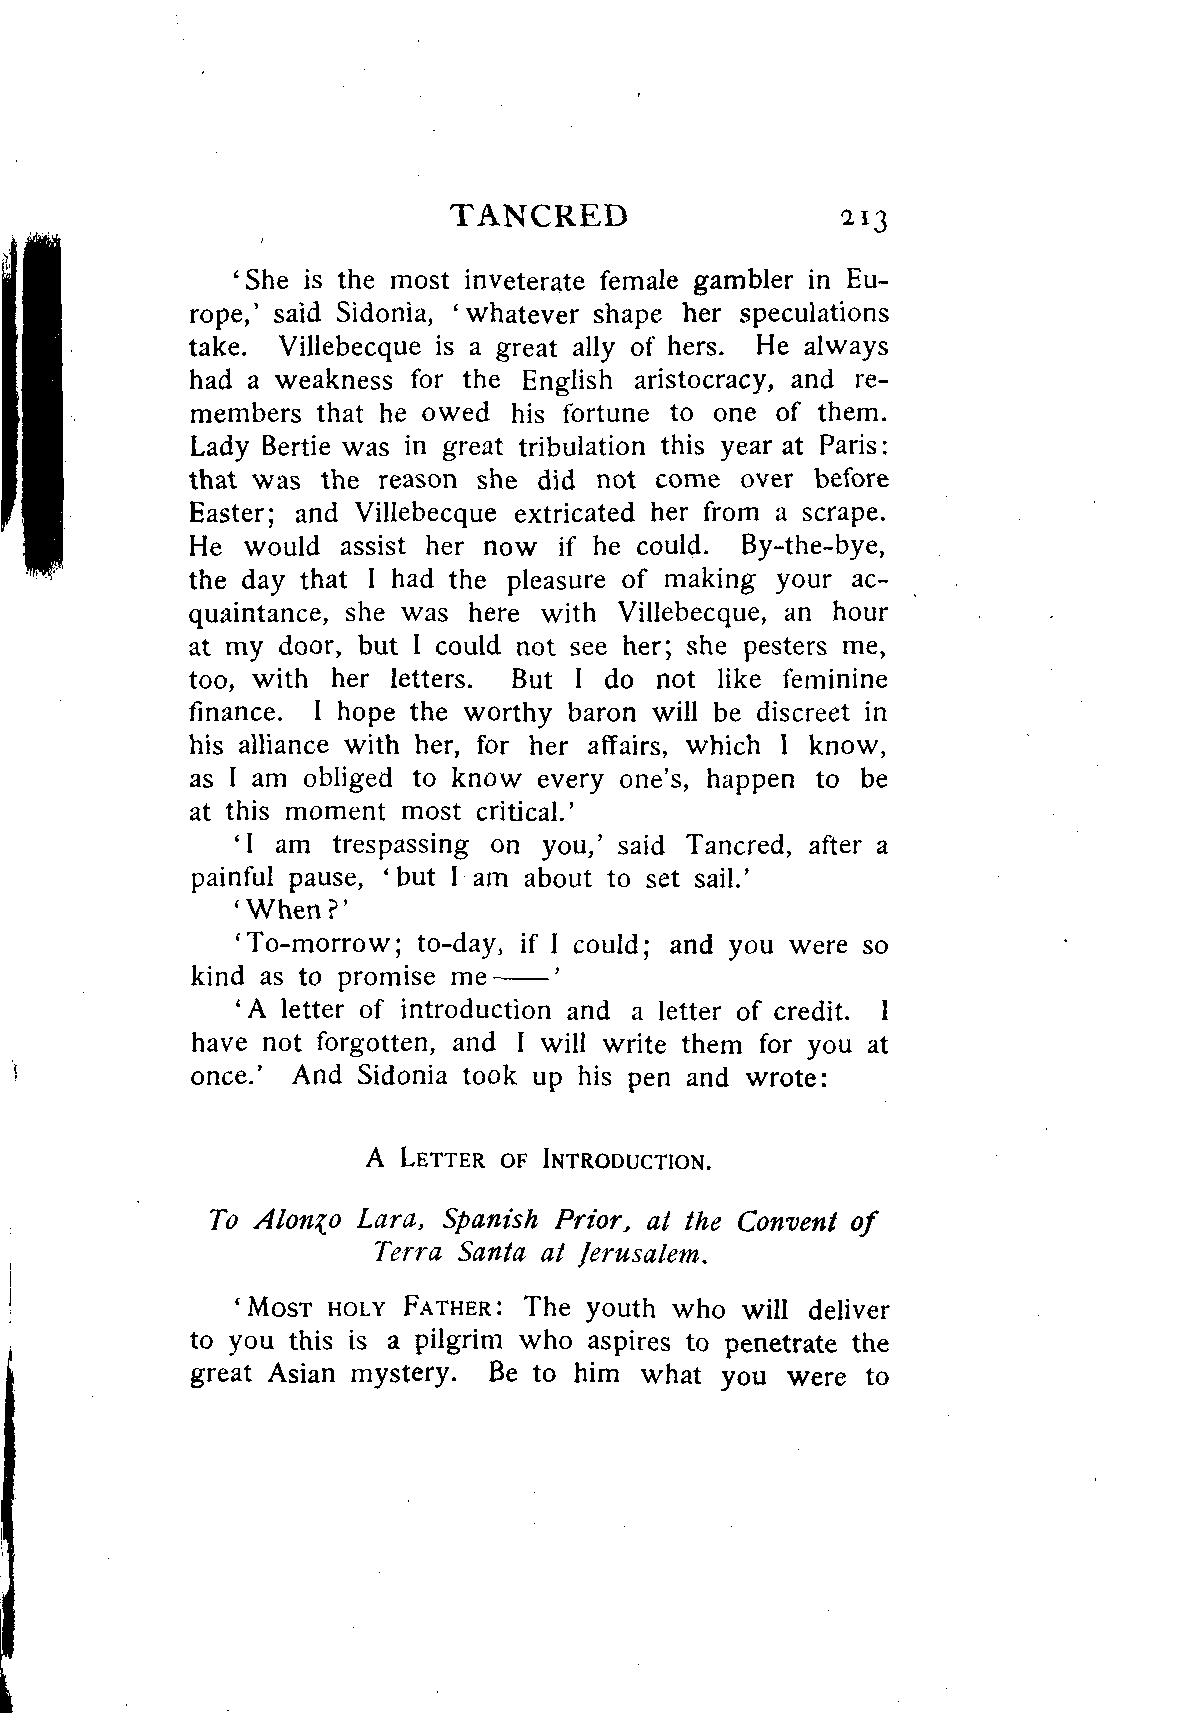 TANCRED 213
‘She is the most inveterate female gambler in Eu-
rope,’ said Sidonia, ‘whatever shape her speculations
take. Villebecque is a great ally of hers. He always
had a weakness for the English aristocracy, and re-
members that he owed his fortune to one of them.
Lady Bertie was in great tribulation this year at Paris:
that was the reason she did not come over before
Easter; and Villebecque extricated her from a scrape.
He would assist her now if he could. By-the-bye,
the day that I had the pleasure of making your ac-
quaintance, she was here with Villebecque, an hour
at my door, but I could not see her; she pesters me,
too, with her letters. But I do not like feminine
finance. I hope the worthy baron will be discreet in
his alliance with her, for her affairs, which I know,
as I am obliged to know every one’s, happen to be
at this moment most critical.’
‘I am trespassing on you,’ said Tancred, after a
painful pause, ‘but I am about to set sail.’
‘When?’
‘To-morrow; to-day, if I could; and you were so
kind as to promise me——’
‘A letter of introduction and a letter of credit. I
have not forgotten, and I will write them for you at
once.’ And Sidonia took up his pen and wrote:
A LETTER OF INTRODUCTION.
To Alonzo Lara, Spanish Prior, at the Convent of
Terra Santa at Jerusalem.
‘MOST HOLY FATHER: The youth who will deliver
to you this is a pilgrim who aspires to penetrate the
great Asian mystery. Be to him what you were to